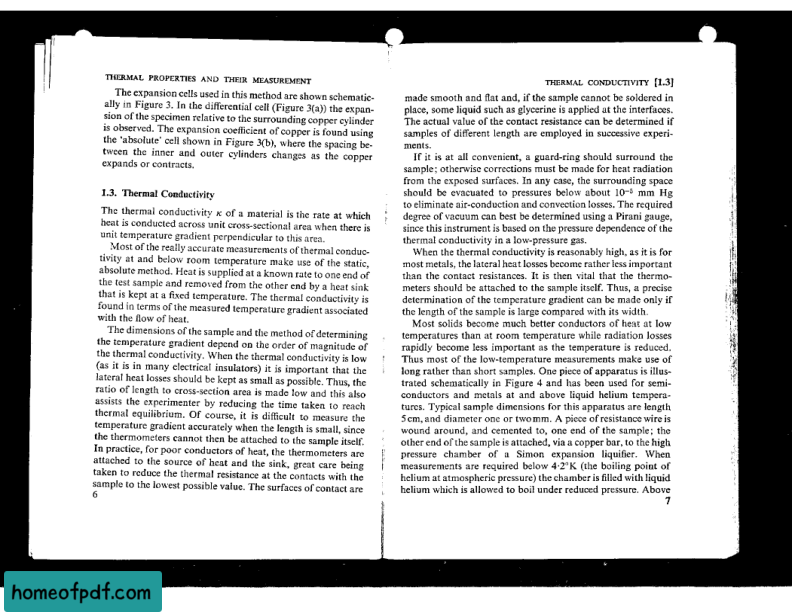 THERMAL PROPERTIES AND THEIR MEASUREMENT
The expansion cells used in this method are shown schematic-
ally in Figure 3. In the differential cell (Figure 3(a)) the expan-
sion of the specimen relative to the surrounding copper cylinder
is observed. The expansion coefficient of copper is found using
the 'absolute' cell shown in Figure 3(b), where the spacing be-
tween the inner and outer cylinders changes as the copper
expands or contracts.
1.3. Thermal Conductivity
The thermal conductivity κ of a material is the rate at which
heat is conducted across unit cross-sectional area when there is
unit temperature gradient perpendicular to this area.
Most of the really accurate measurements of thermal conduc-
tivity at and below room temperature make use of the static,
absolute method. Heat is supplied at a known rate to one end of
the test sample and removed from the other end by a heat sink
that is kept at a fixed temperature. The thermal conductivity is
found in terms of the measured temperature gradient associated
with the flow of heat.
The dimensions of the sample and the method of determining
the temperature gradient depend on the order of magnitude of
the thermal conductivity. When the thermal conductivity is low
(as it is in many electrical insulators) it is important that the
lateral heat losses should be kept as small as possible. Thus, the
ratio of length to cross-section area is made low and this also
assists the experimenter by reducing the time taken to reach
thermal equilibrium. Of course, it is difficult to measure the
temperature gradient accurately when the length is small, since
the thermometers cannot then be attached to the sample itself.
In practice, for poor conductors of heat, the thermometers are
attached to the source of heat and the sink, great care being
taken to reduce the thermal resistance at the contacts with the
sample to the lowest possible value. The surfaces of contact are
6
THERMAL CONDUCTIVITY [1.3]
made smooth and flat and, if the sample cannot be soldered in
place, some liquid such as glycerine is applied at the interfaces.
The actual value of the contact resistance can be determined if
samples of different length are employed in successive experi-
ments.
If it is at all convenient, a guard-ring should surround the
sample; otherwise corrections must be made for heat radiation
from the exposed surfaces. In any case, the surrounding space
should be evacuated to pressures below about 10⁻⁵ mm Hg
to eliminate air-conduction and convection losses. The required
degree of vacuum can best be determined using a Pirani gauge,
since this instrument is based on the pressure dependence of the
thermal conductivity in a low-pressure gas.
When the thermal conductivity is reasonably high, as it is for
most metals, the lateral heat losses become rather less important
than the contact resistances. It is then vital that the thermo-
meters should be attached to the sample itself. Thus, a precise
determination of the temperature gradient can be made only if
the length of the sample is large compared with its width.
Most solids become much better conductors of heat at low
temperatures than at room temperature while radiation losses
rapidly become less important as the temperature is reduced.
Thus most of the low-temperature measurements make use of
long rather than short samples. One piece of apparatus is illus-
trated schematically in Figure 4 and has been used for semi-
conductors and metals at and above liquid helium tempera-
tures. Typical sample dimensions for this apparatus are length
5cm, and diameter one or two mm. A piece of resistance wire is
wound around, and cemented to, one end of the sample; the
other end of the sample is attached, via a copper bar, to the high
pressure chamber of a Simon expansion liquifier. When
measurements are required below 4·2°K (the boiling point of
helium at atmospheric pressure) the chamber is filled with liquid
helium which is allowed to boil under reduced pressure. Above
7
homeofpdf.com